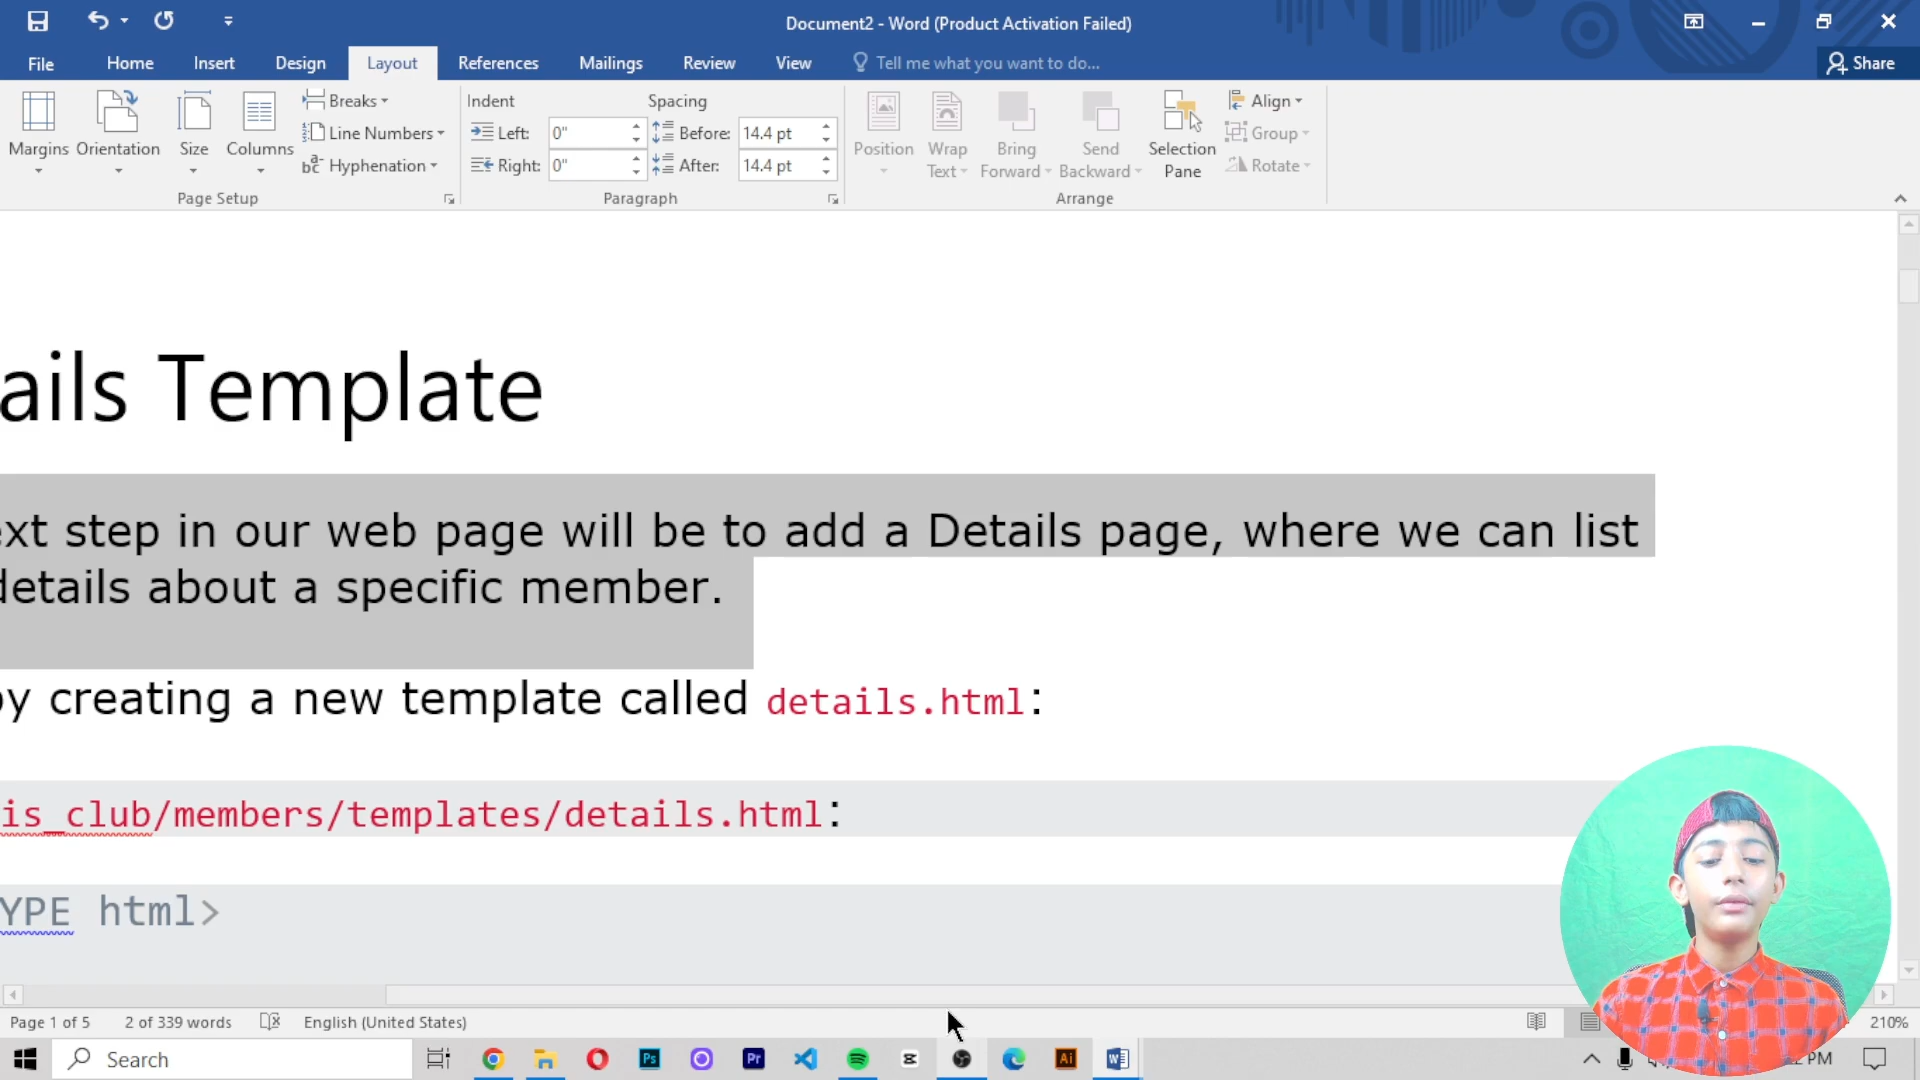 Document2 - Word (Product Activation Failed)
File Home Insert Design Layout References Mailings Review View Tell me what you want to do... Share
Margins Orientation Size Columns Breaks Line Numbers Hyphenation
Page Setup
Indent Spacing
Left: 0" Before: 14.4 pt
Right: 0" After: 14.4 pt
Paragraph
Position Wrap Text Bring Forward Send Backward Selection Pane Align Group Rotate
Arrange
ails Template
ext step in our web page will be to add a Details page, where we can list
details about a specific member.
by creating a new template called details.html:
is_club/members/templates/details.html:
YPE html>
Page 1 of 5 2 of 339 words English (United States) 210%
Search PM